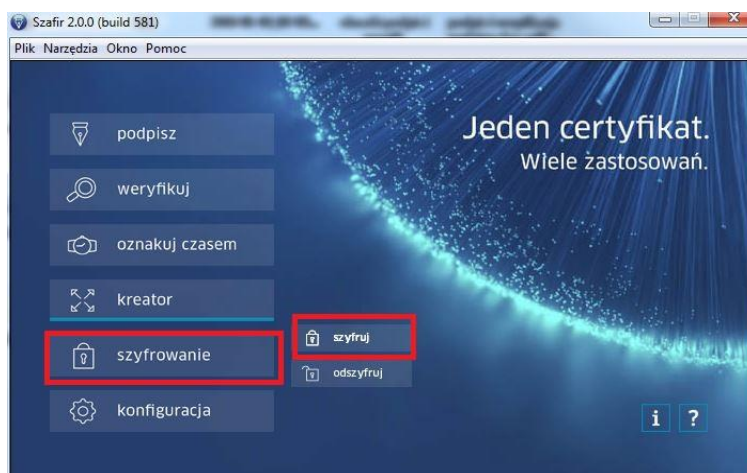 Szafir 2.0.0 (build 581)
Plik Narzędzia Okno Pomoc
Jeden certyfikat.
Wiele zastosowań.
podpisz
weryfikuj
oznakuj czasem
kreator
szyfrowanie
szyfruj
odszyfruj
konfiguracja
i ?